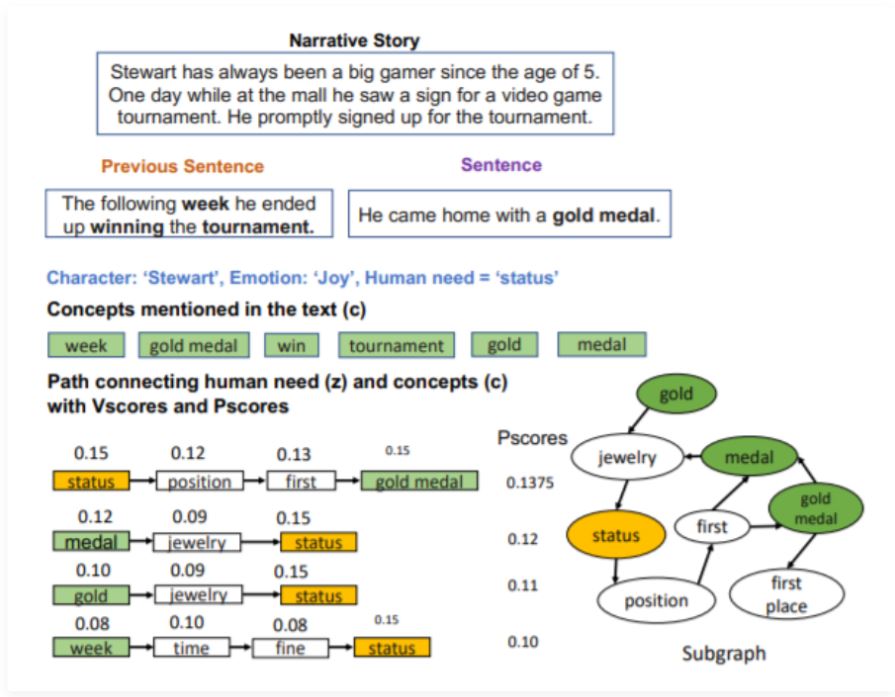 Narrative Story
Stewart has always been a big gamer since the age of 5.
One day while at the mall he saw a sign for a video game
tournament. He promptly signed up for the tournament.
Previous Sentence
Sentence
The following week he ended
up winning the tournament.
He came home with a gold medal.
Character: ‘Stewart’, Emotion: ‘Joy’, Human need = ‘status’
Concepts mentioned in the text (c)
week gold medal win tournament gold medal
Path connecting human need (z) and concepts (c)
with Vscores and Pscores
0.15 0.12 0.13 0.15
status position first gold medal
0.12 0.09 0.15
medal jewelry status
0.10 0.09 0.15
gold jewelry status
0.08 0.10 0.08 0.15
week time fine status
Pscores
0.1375
0.12
0.11
0.10
gold
jewelry
medal
gold
medal
status
first
position
first
place
Subgraph